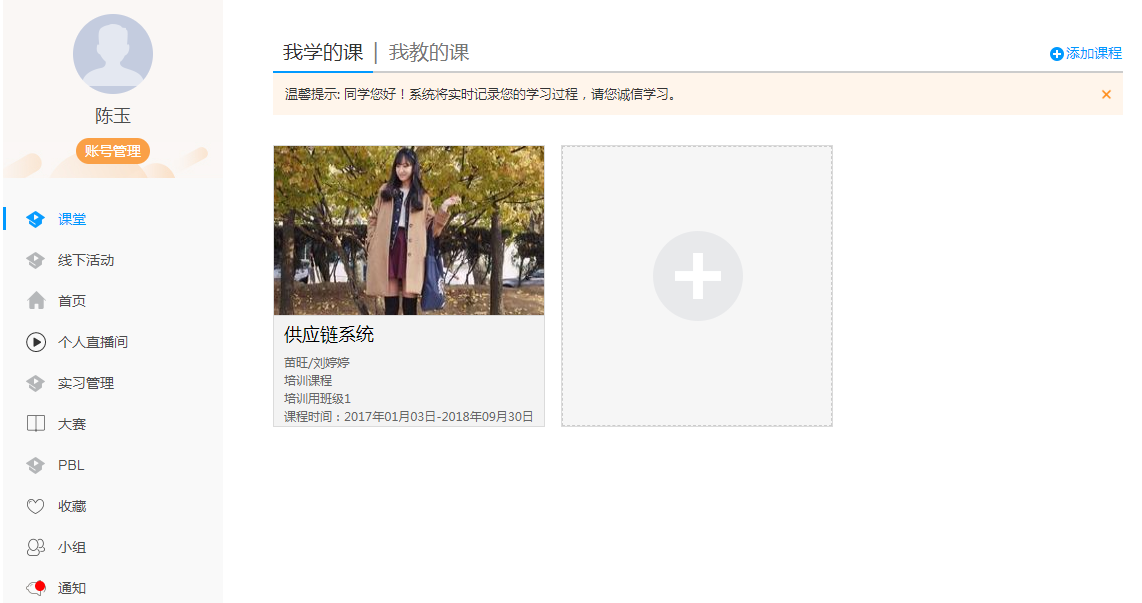 陈玉
账号管理
课堂
线下活动
首页
个人直播间
实习管理
大赛
PBL
收藏
小组
通知
我学的课 | 我教的课
添加课程
温馨提示: 同学您好！系统将实时记录您的学习过程，请您诚信学习。
供应链系统
苗旺/刘婷婷
培训课程
培训用班级1
课程时间：2017年01月03日-2018年09月30日